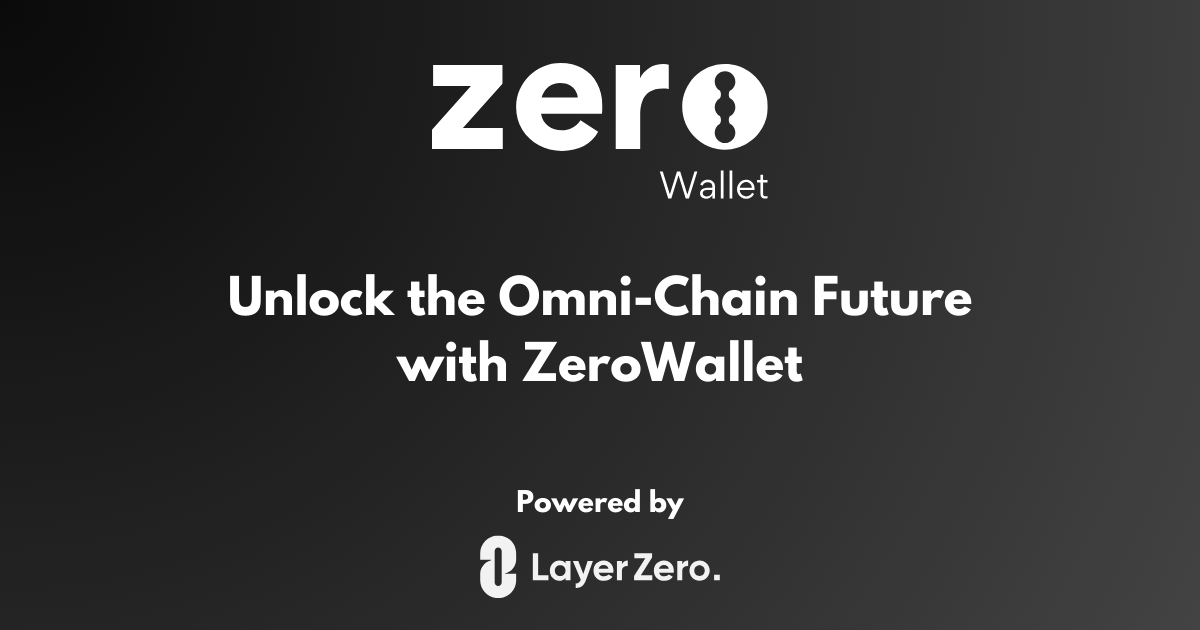 zero
Wallet
Unlock the Omni-Chain Future
with ZeroWallet
Powered by
LayerZero.